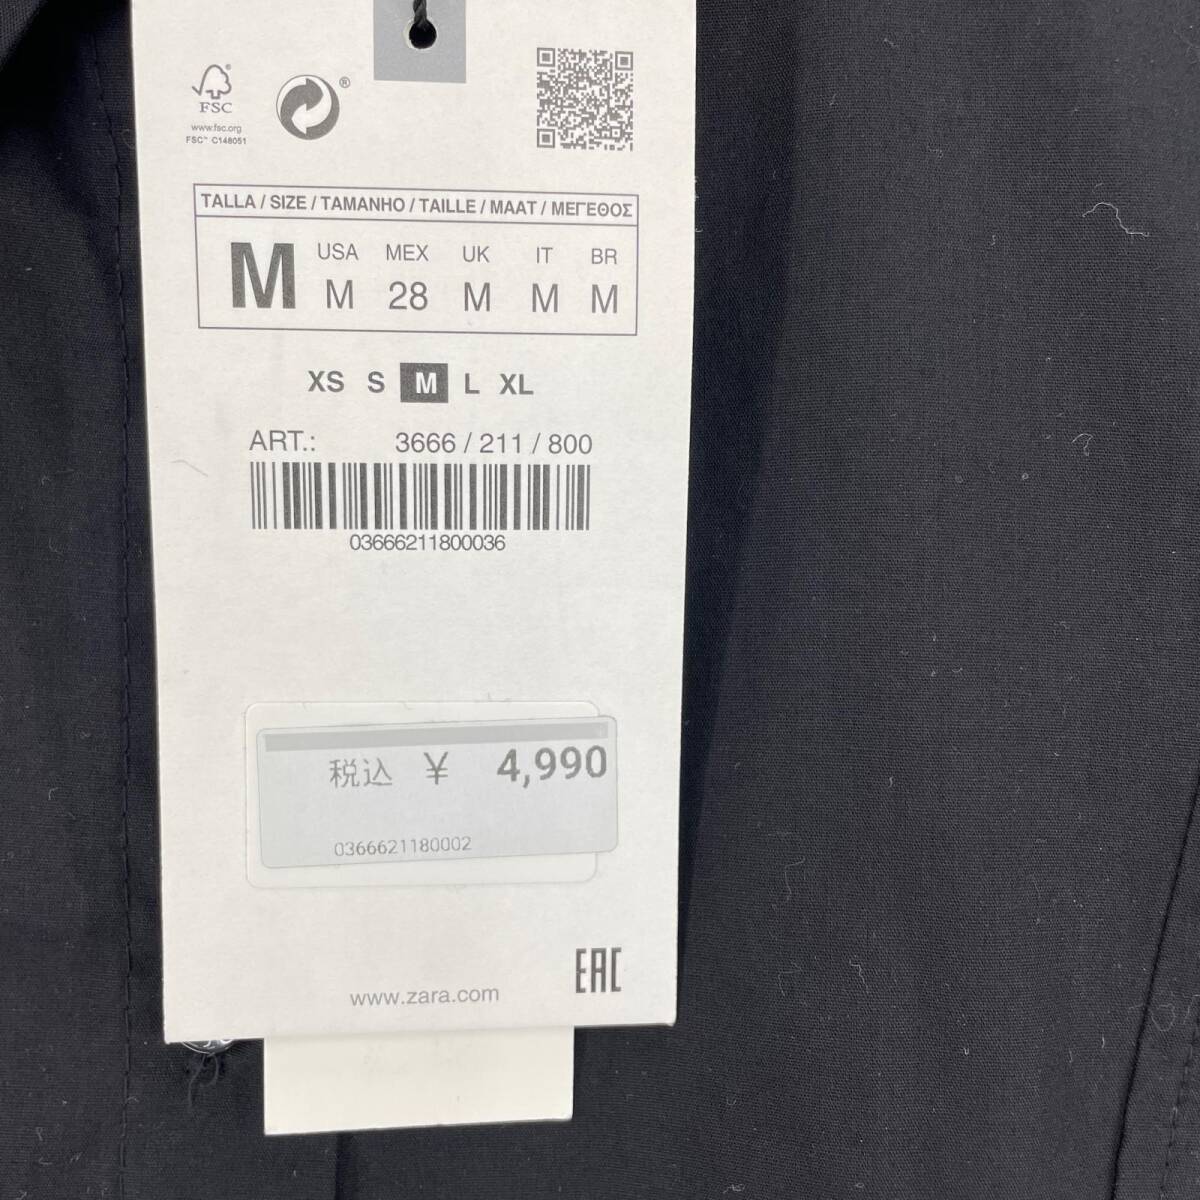 FSC
www.fsc.org
FSC™ C148051
®
TALLA / SIZE / TAMANHO / TAILLE / MAAT / ΜΕΓΕΘΟΣ
M
USA MEX UK IT BR
M 28 M M M
XS S M L XL
ART.: 3666 / 211 / 800
03666211800036
税込 ¥ 4,990
0366621180002
EAC
www.zara.com